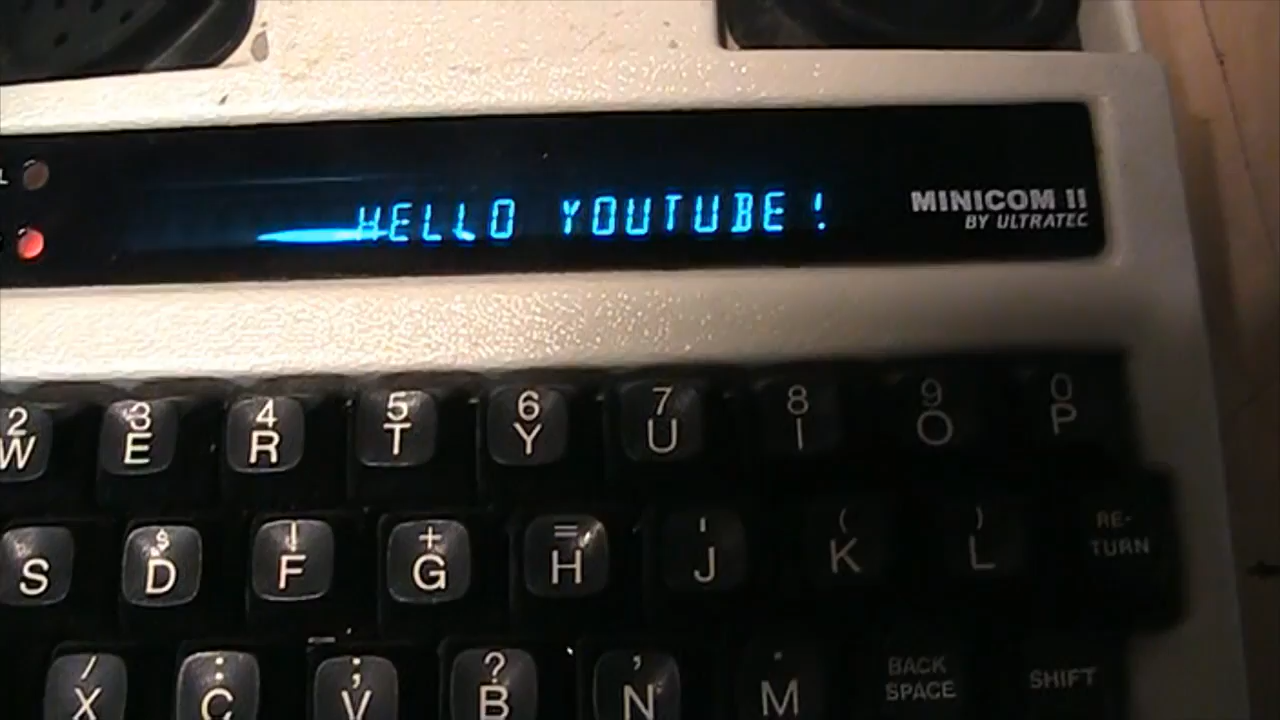 L
HELLO YOUTUBE!
MINICOM II
BY ULTRATEC
2 3 4 5 6 7 8 9 0
W E R T Y U I O P
$ ! + = ' ( )
S D F G H J K L
RE-
TURN
/ : ; ? , .
X C V B N M
BACK
SPACE
SHIFT